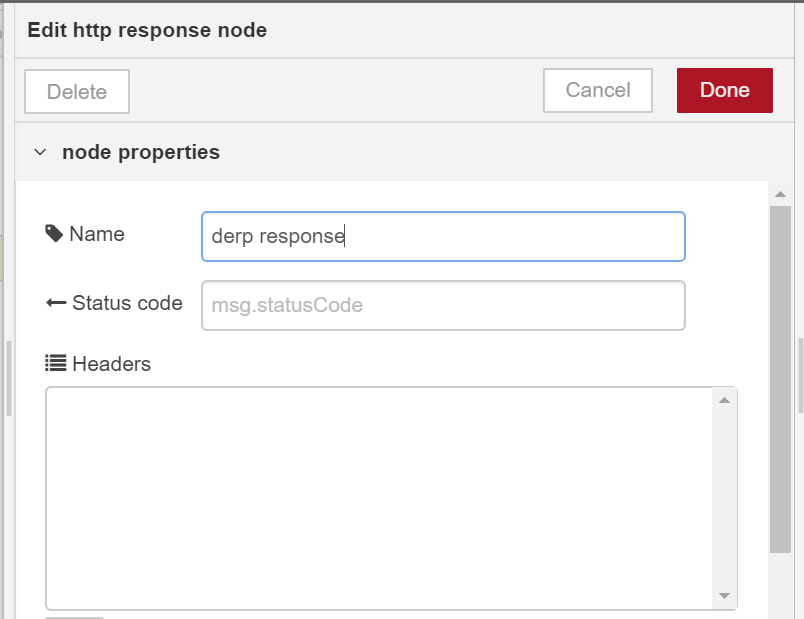 Edit http response node
Delete
Cancel
Done
node properties
Name
derp response
Status code
msg.statusCode
Headers